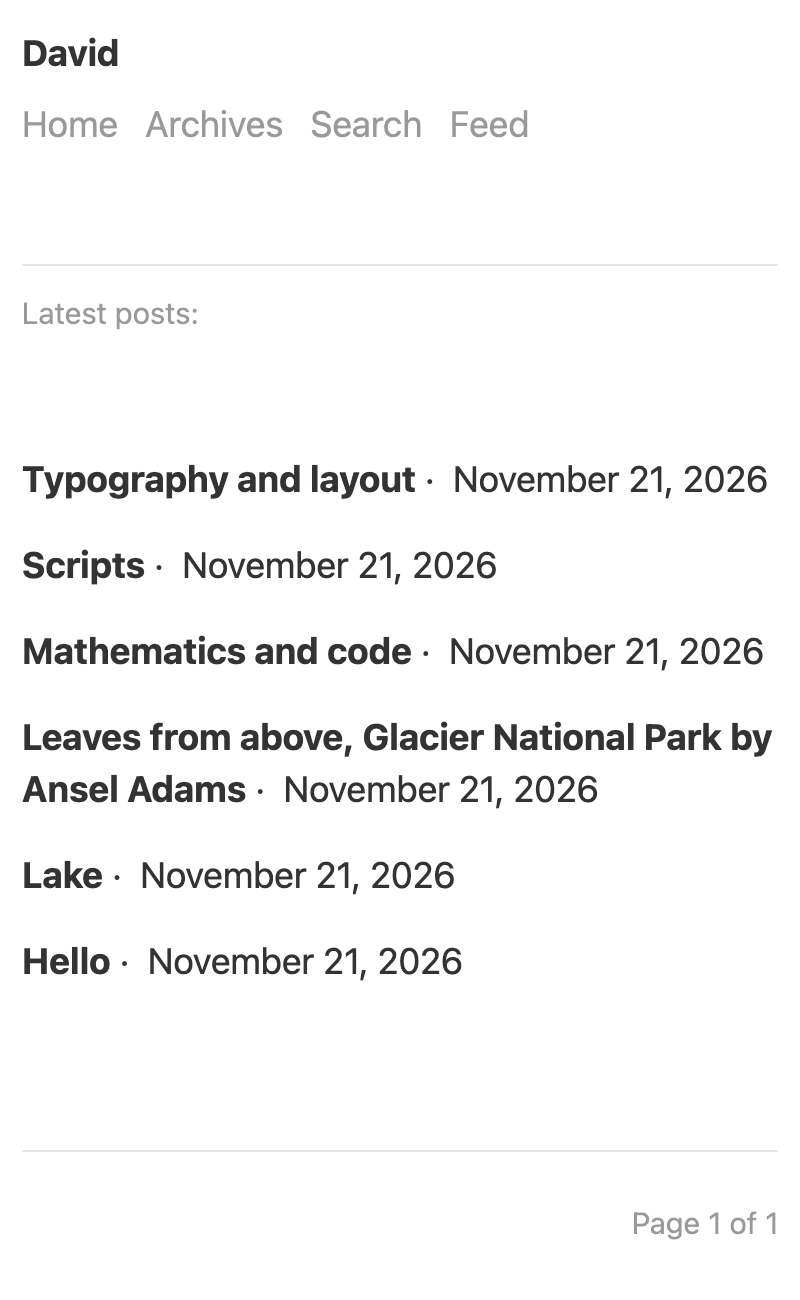 David
Home Archives Search Feed
Latest posts:
Typography and layout · November 21, 2026
Scripts · November 21, 2026
Mathematics and code · November 21, 2026
Leaves from above, Glacier National Park by
Ansel Adams · November 21, 2026
Lake · November 21, 2026
Hello · November 21, 2026
Page 1 of 1